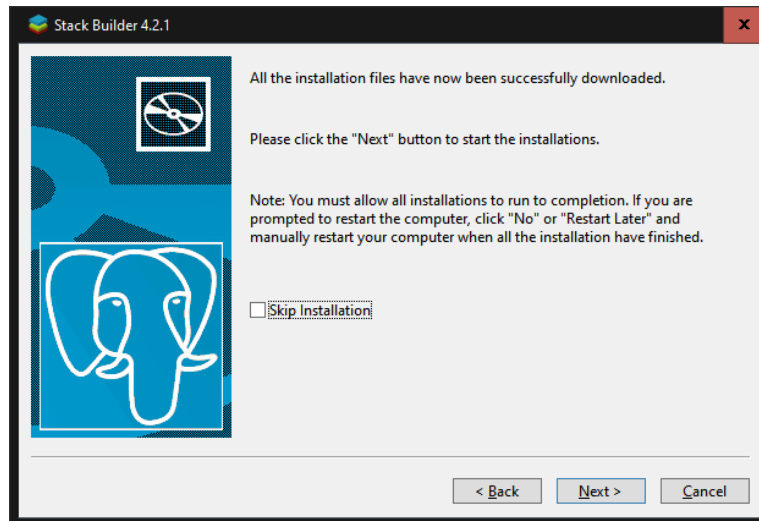 Stack Builder 4.2.1
x
All the installation files have now been successfully downloaded.
Please click the "Next" button to start the installations.
Note: You must allow all installations to run to completion. If you are
prompted to restart the computer, click "No" or "Restart Later" and
manually restart your computer when all the installation have finished.
Skip Installation
< Back
Next >
Cancel